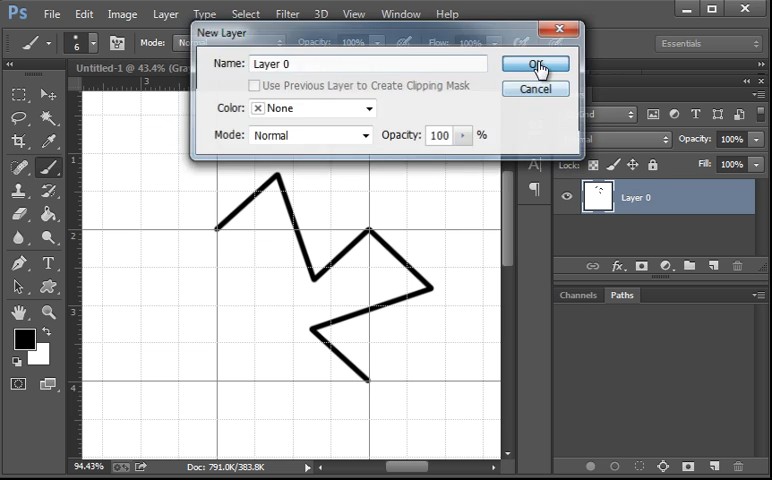 Ps File Edit Image Layer Type Select Filter 3D View Window Help
New Layer
6 Mode: Opacity: 100% Flow: Essentials
Name: Layer 0 OK
Untitled-1 @ 43.4% (Gra
Use Previous Layer to Create Clipping Mask
Cancel
Color: None
Mode: Normal Opacity: 100 %
Opacity: 100%
Lock: Fill: 100%
Layer 0
3
1
2
3
4
Channels Paths
94.43% Doc: 791.0K/383.8K